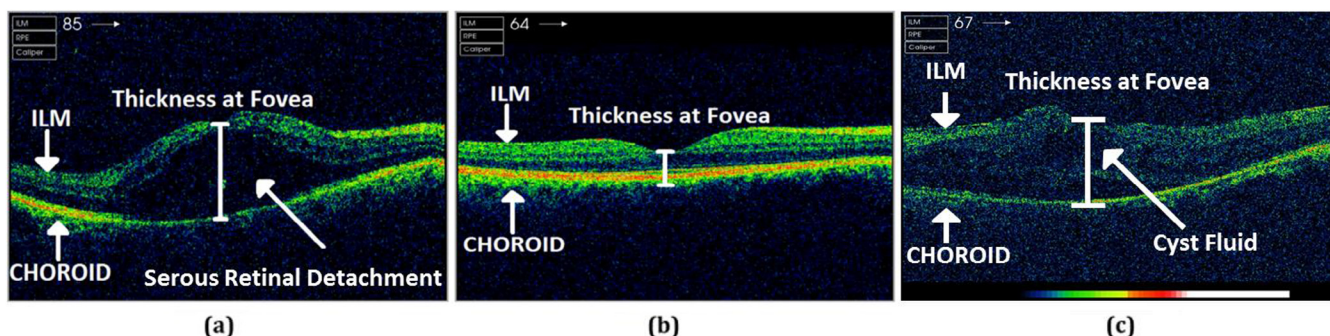 ILM
RPE
Caliper
85
Thickness at Fovea
ILM
CHOROID
Serous Retinal Detachment
(a)
ILM
RPE
Caliper
64
Thickness at Fovea
ILM
CHOROID
(b)
ILM
RPE
Caliper
67
Thickness at Fovea
ILM
CHOROID
Cyst Fluid
(c)